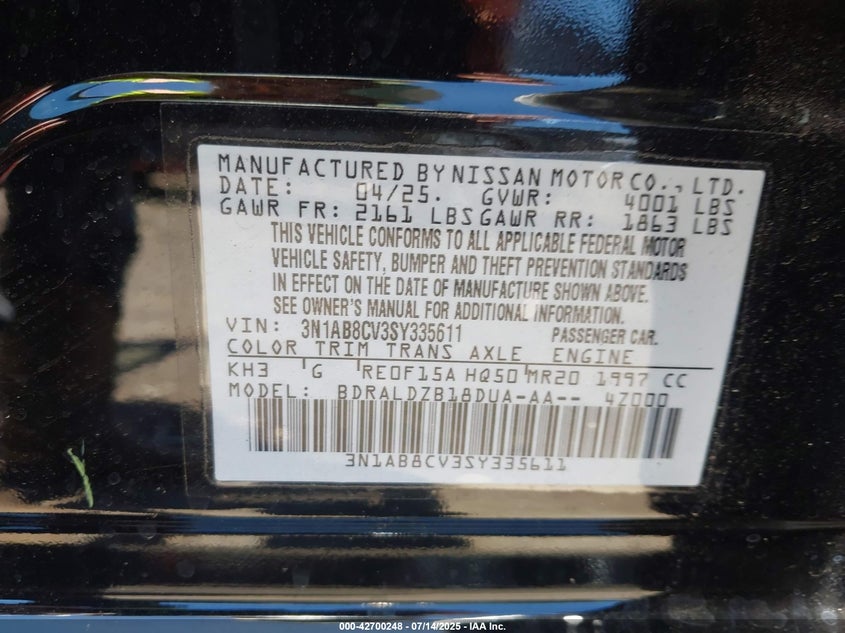 MANUFACTURED BY NISSAN MOTOR CO., LTD.
DATE: 04/25. GVWR: 4001 LBS
GAWR FR: 2161 LBS GAWR RR: 1863 LBS
THIS VEHICLE CONFORMS TO ALL APPLICABLE FEDERAL MOTOR
VEHICLE SAFETY, BUMPER AND THEFT PREVENTION STANDARDS
IN EFFECT ON THE DATE OF MANUFACTURE SHOWN ABOVE.
SEE OWNER'S MANUAL FOR ADDITIONAL INFORMATION.
VIN: 3N1AB8CV3SY335611 PASSENGER CAR.
COLOR TRIM TRANS AXLE ENGINE
KH3 G RE0F15A HQ50 MR20 1997 CC
MODEL: BDRALDZB18DUA-AA-- 4Z000
3N1AB8CV3SY335611
000-42700248 - 07/14/2025 - IAA Inc.